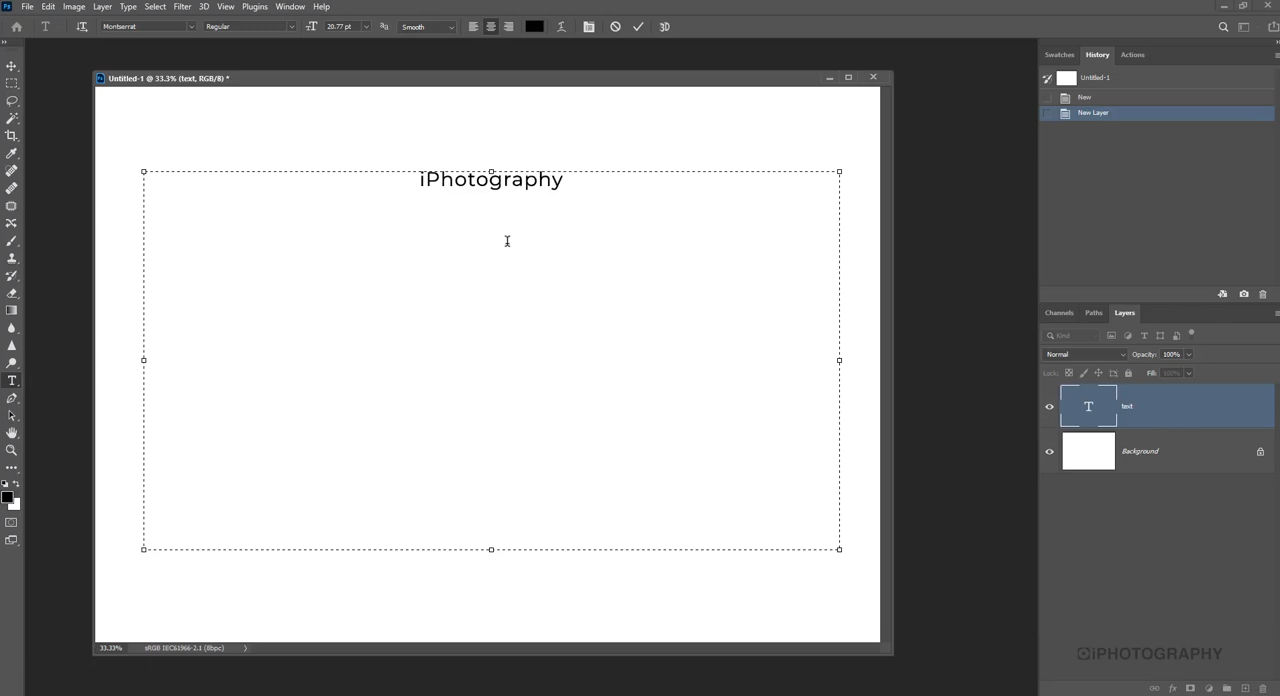 File Edit Image Layer Type Select Filter 3D View Plugins Window Help
Montserrat Regular 20.77 pt Smooth 3D
Untitled-1 @ 33.3% (text, RGB/8) *
iPhotography
33.33% sRGB IEC61966-2.1 (8bpc)
Swatches History Actions
Untitled-1
New
New Layer
Channels Paths Layers
Kind
Normal Opacity: 100%
Lock: Fill: 100%
text
Background
iPHOTOGRAPHY